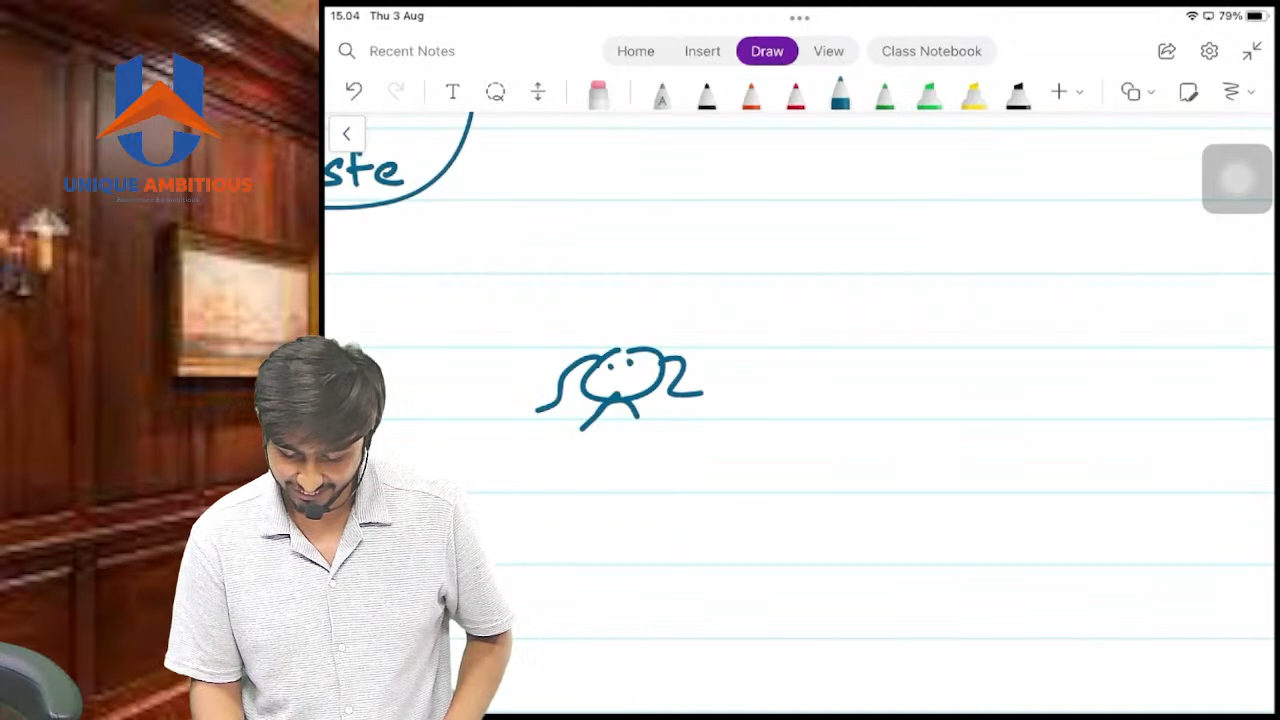 15.04 Thu 3 Aug
79%
Recent Notes
Home Insert Draw View Class Notebook
T
A
UNIQUE AMBITIOUS
ste